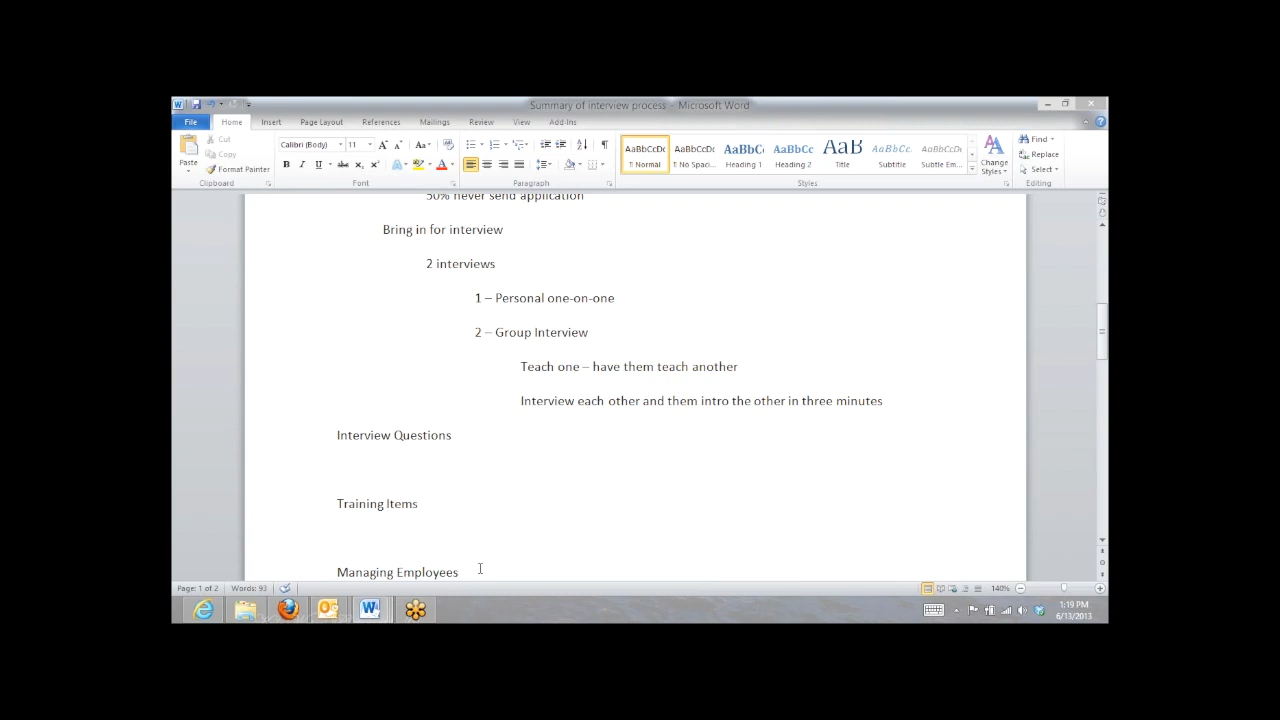 Summary of interview process - Microsoft Word
File Home Insert Page Layout References Mailings Review View Add-Ins
Paste
Cut
Copy
Format Painter
Clipboard
Calibri (Body) 11
Font
Paragraph
AaBbCcDc AaBbCcDc AaBbC AaBbCc AaB AaBbCc. AaBbCcDc
¶ Normal ¶ No Spaci... Heading 1 Heading 2 Title Subtitle Subtle Em...
Styles
Change Styles
Find
Replace
Select
Editing
50% never send application
Bring in for interview
2 interviews
1 – Personal one-on-one
2 – Group Interview
Teach one – have them teach another
Interview each other and them intro the other in three minutes
Interview Questions
Training Items
Managing Employees
Page: 1 of 2 Words: 93 140%
1:19 PM
6/13/2013